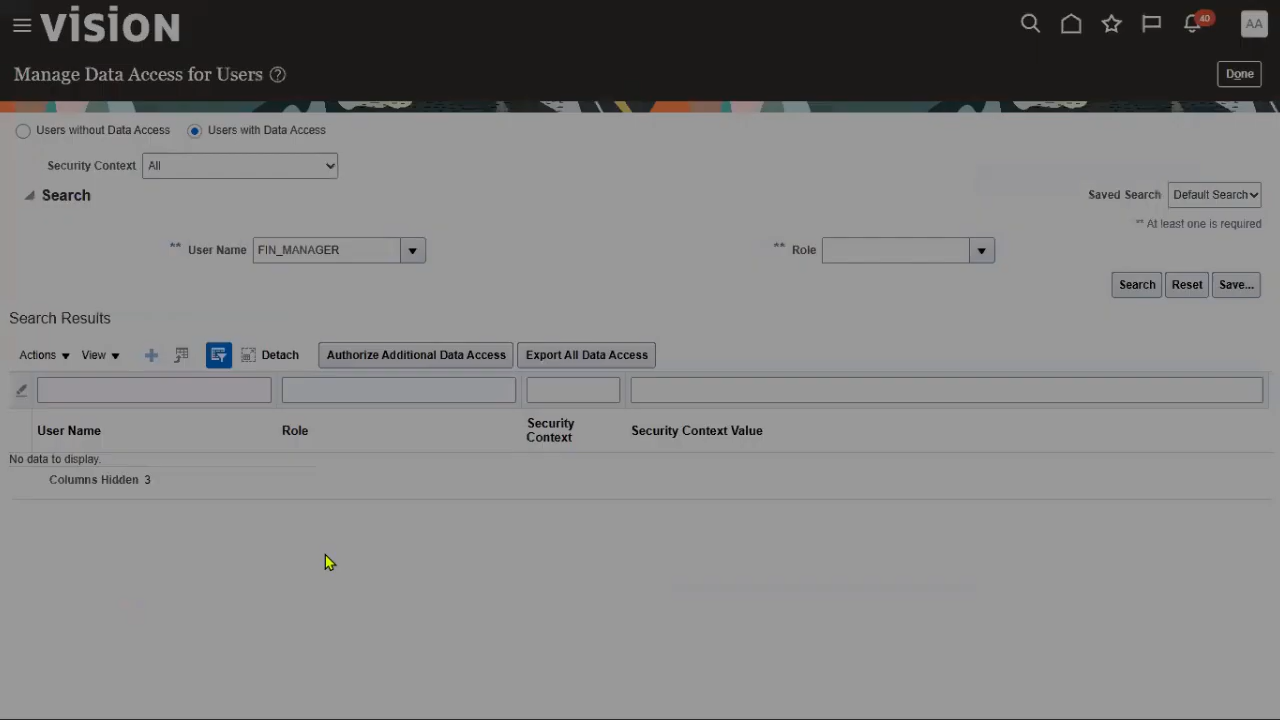 vision
40
AA
Manage Data Access for Users ?
Done
Users without Data Access Users with Data Access
Security Context All
Search
Saved Search Default Search
** At least one is required
** User Name FIN_MANAGER ** Role
Search Reset Save...
Search Results
Actions View Detach Authorize Additional Data Access Export All Data Access
User Name Role Security Context Security Context Value
No data to display.
Columns Hidden 3